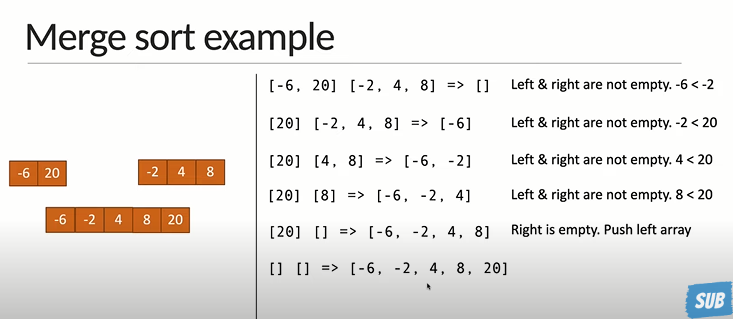 Merge sort example
[-6, 20] [-2, 4, 8] => [] Left & right are not empty. -6 < -2
[20] [-2, 4, 8] => [-6] Left & right are not empty. -2 < 20
[20] [4, 8] => [-6, -2] Left & right are not empty. 4 < 20
[20] [8] => [-6, -2, 4] Left & right are not empty. 8 < 20
[20] [] => [-6, -2, 4, 8] Right is empty. Push left array
[] [] => [-6, -2, 4, 8, 20]
-6 20 -2 4 8
-6 -2 4 8 20
SUB